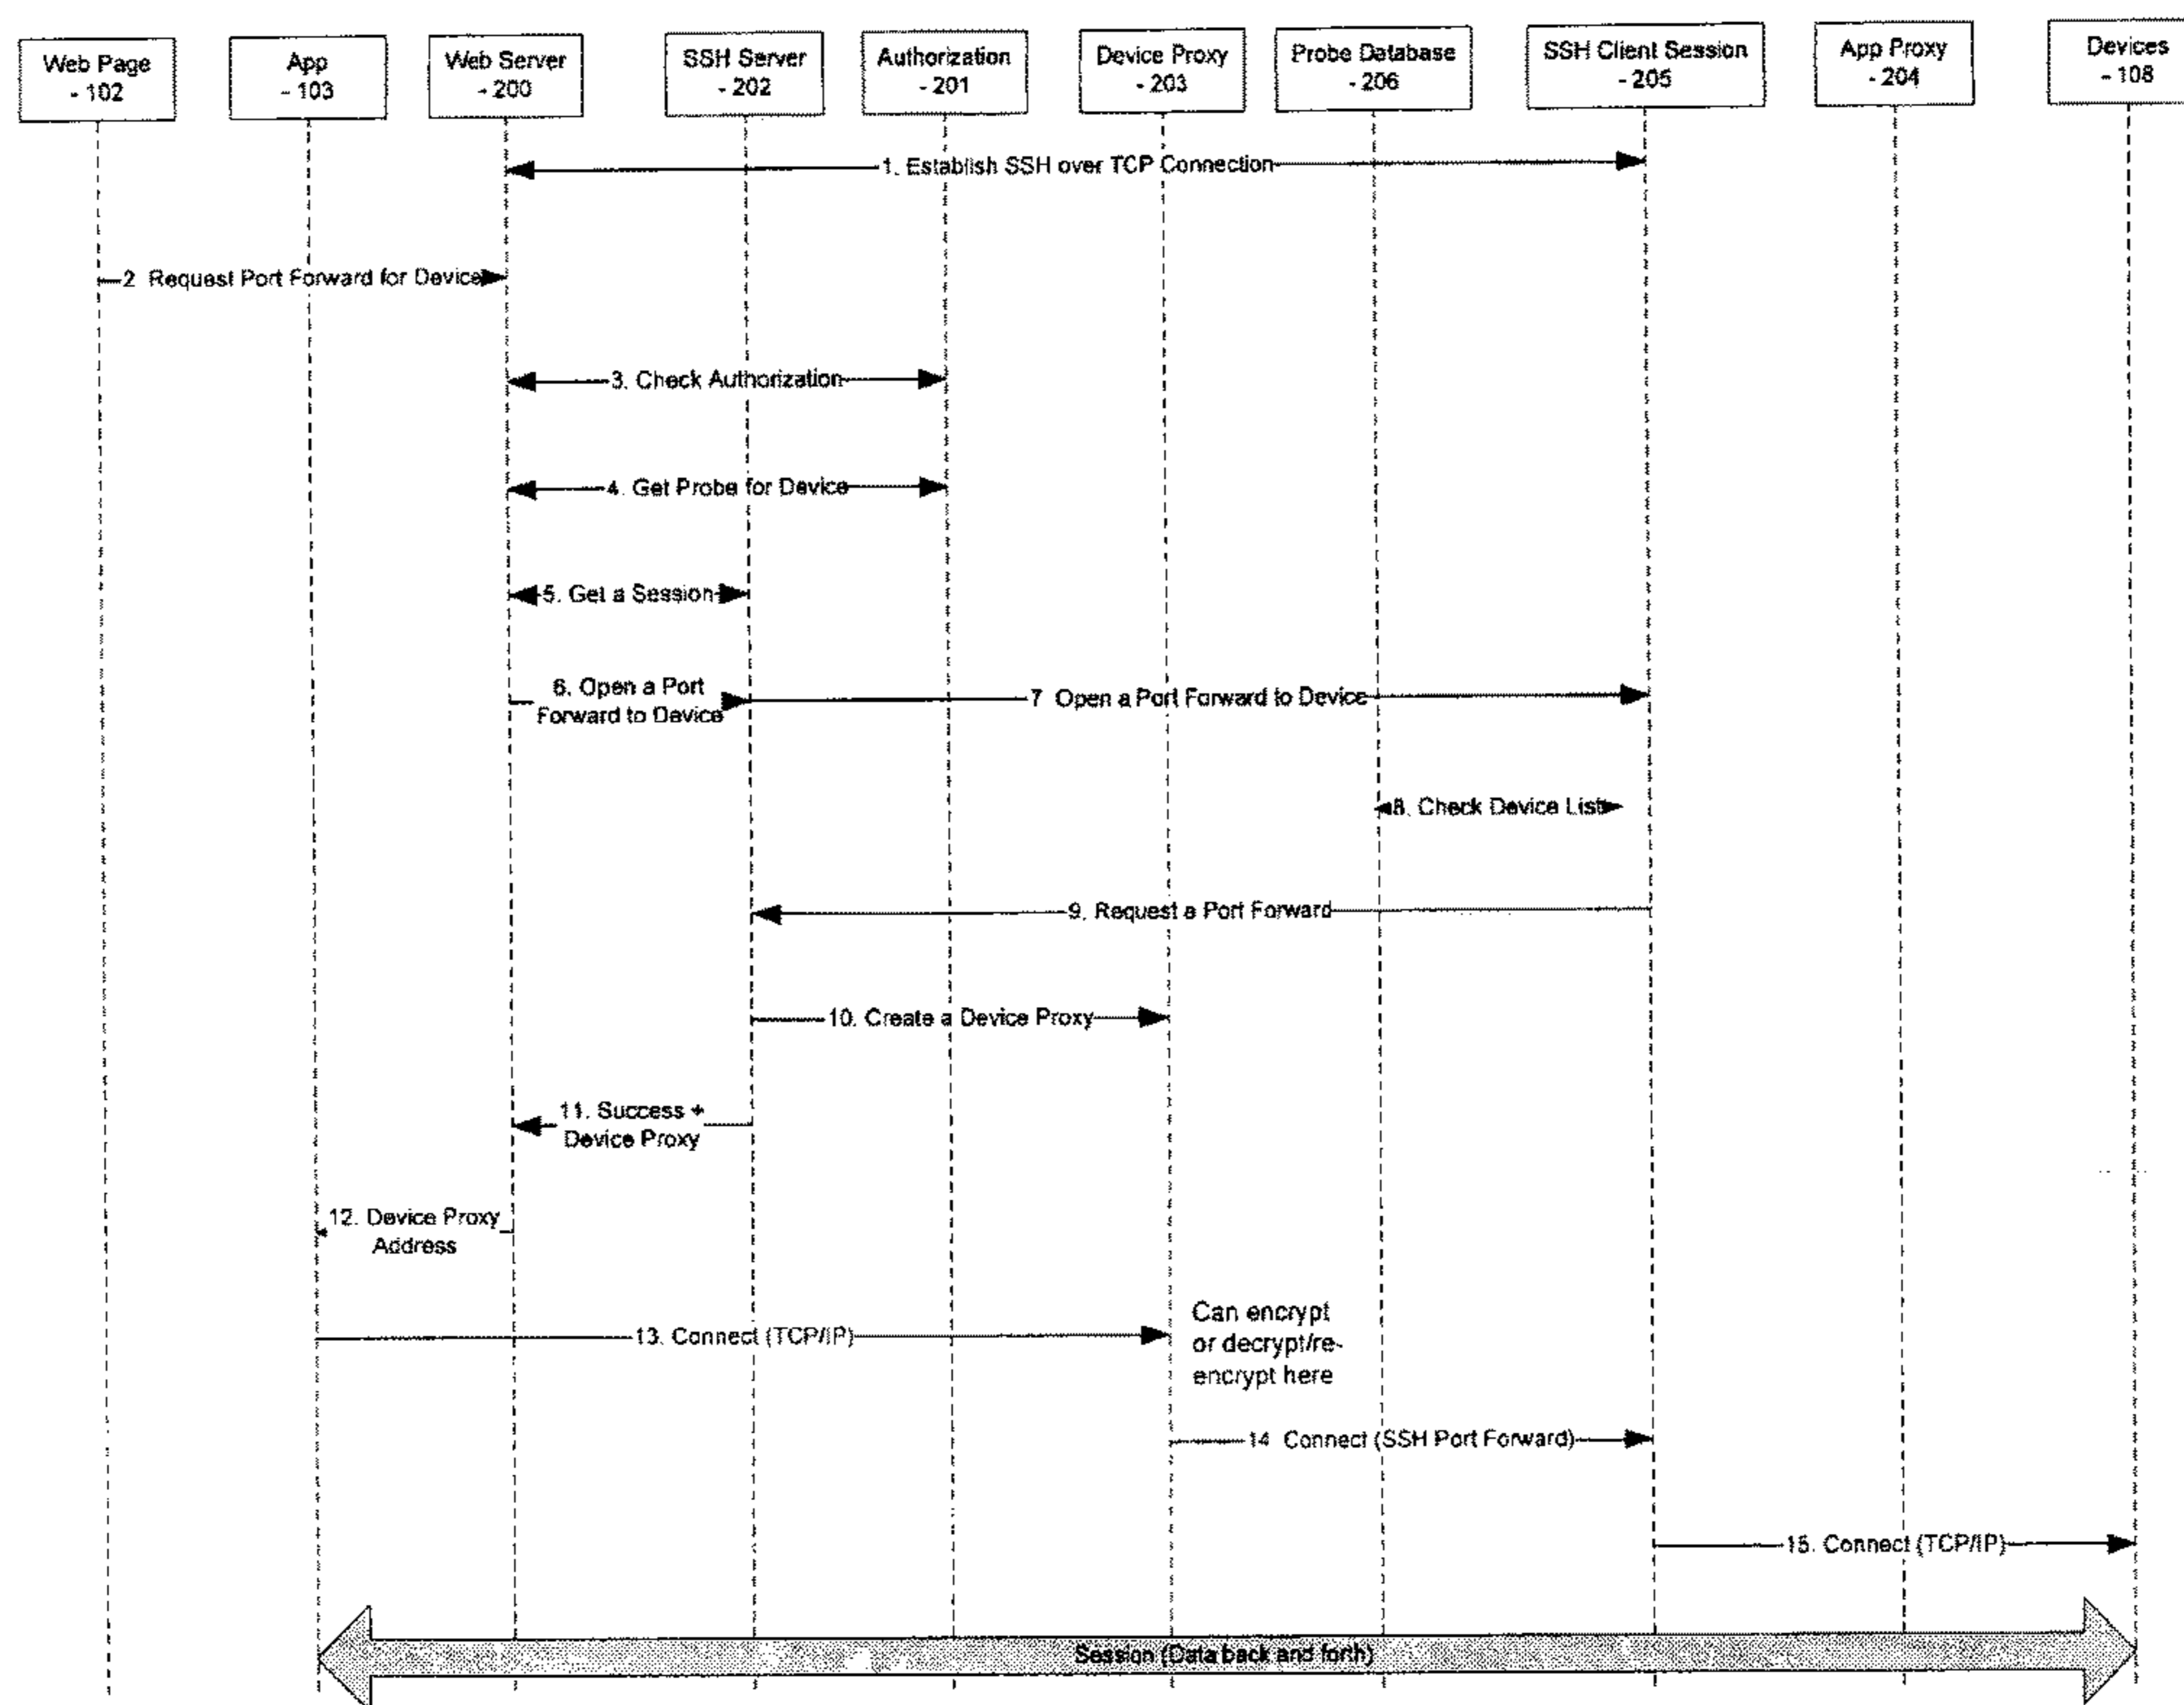 Web Page
- 102
App
- 103
Web Server
- 200
SSH Server
- 202
Authorization
- 201
Device Proxy
- 203
Probe Database
- 206
SSH Client Session
- 205
App Proxy
- 204
Devices
- 108
1. Establish SSH over TCP Connection
2 Request Port Forward for Device
3. Check Authorization
4. Get Probe for Device
5. Get a Session
6. Open a Port
Forward to Device
7 Open a Port Forward to Device
8. Check Device List
9. Request a Port Forward
10. Create a Device Proxy
11. Success +
Device Proxy
12. Device Proxy
Address
13. Connect (TCP/IP)
Can encrypt
or decrypt/re-
encrypt here
14 Connect (SSH Port Forward)
15. Connect (TCP/IP)
Session (Data back and forth)